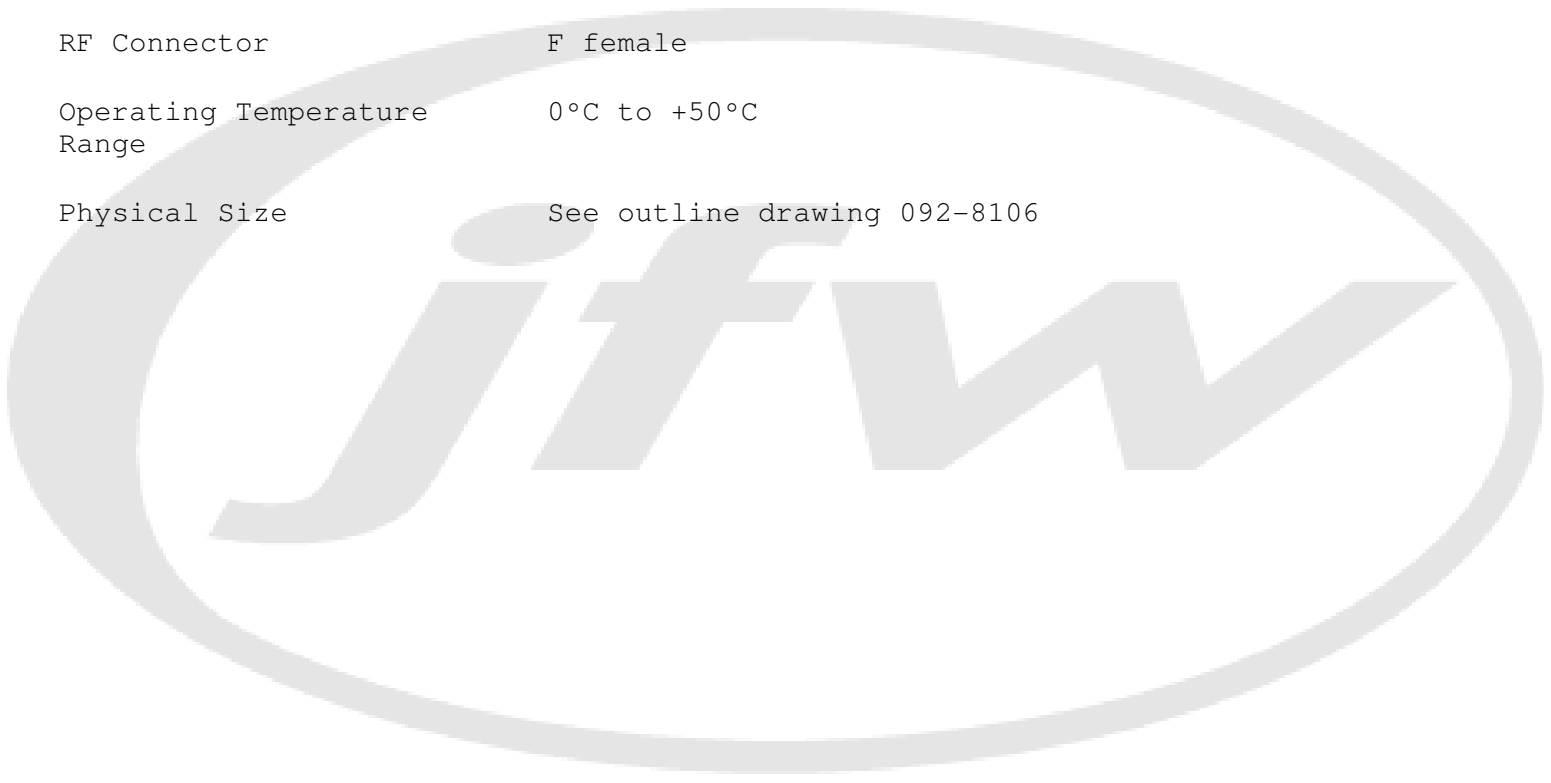 RF Connector F female
Operating Temperature 0°C to +50°C
Range
Physical Size See outline drawing 092-8106
jfw